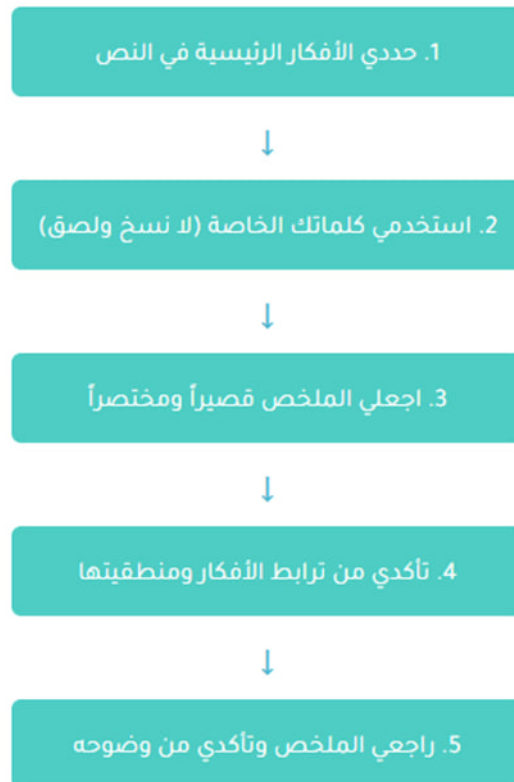 1. حددي الأفكار الرئيسية في النص
2. استخدمي كلماتك الخاصة (لا نسخ ولصق)
3. اجعلي الملخص قصيراً ومختصراً
4. تأكدي من ترابط الأفكار ومنطقيتها
5. راجعي الملخص وتأكدي من وضوحه